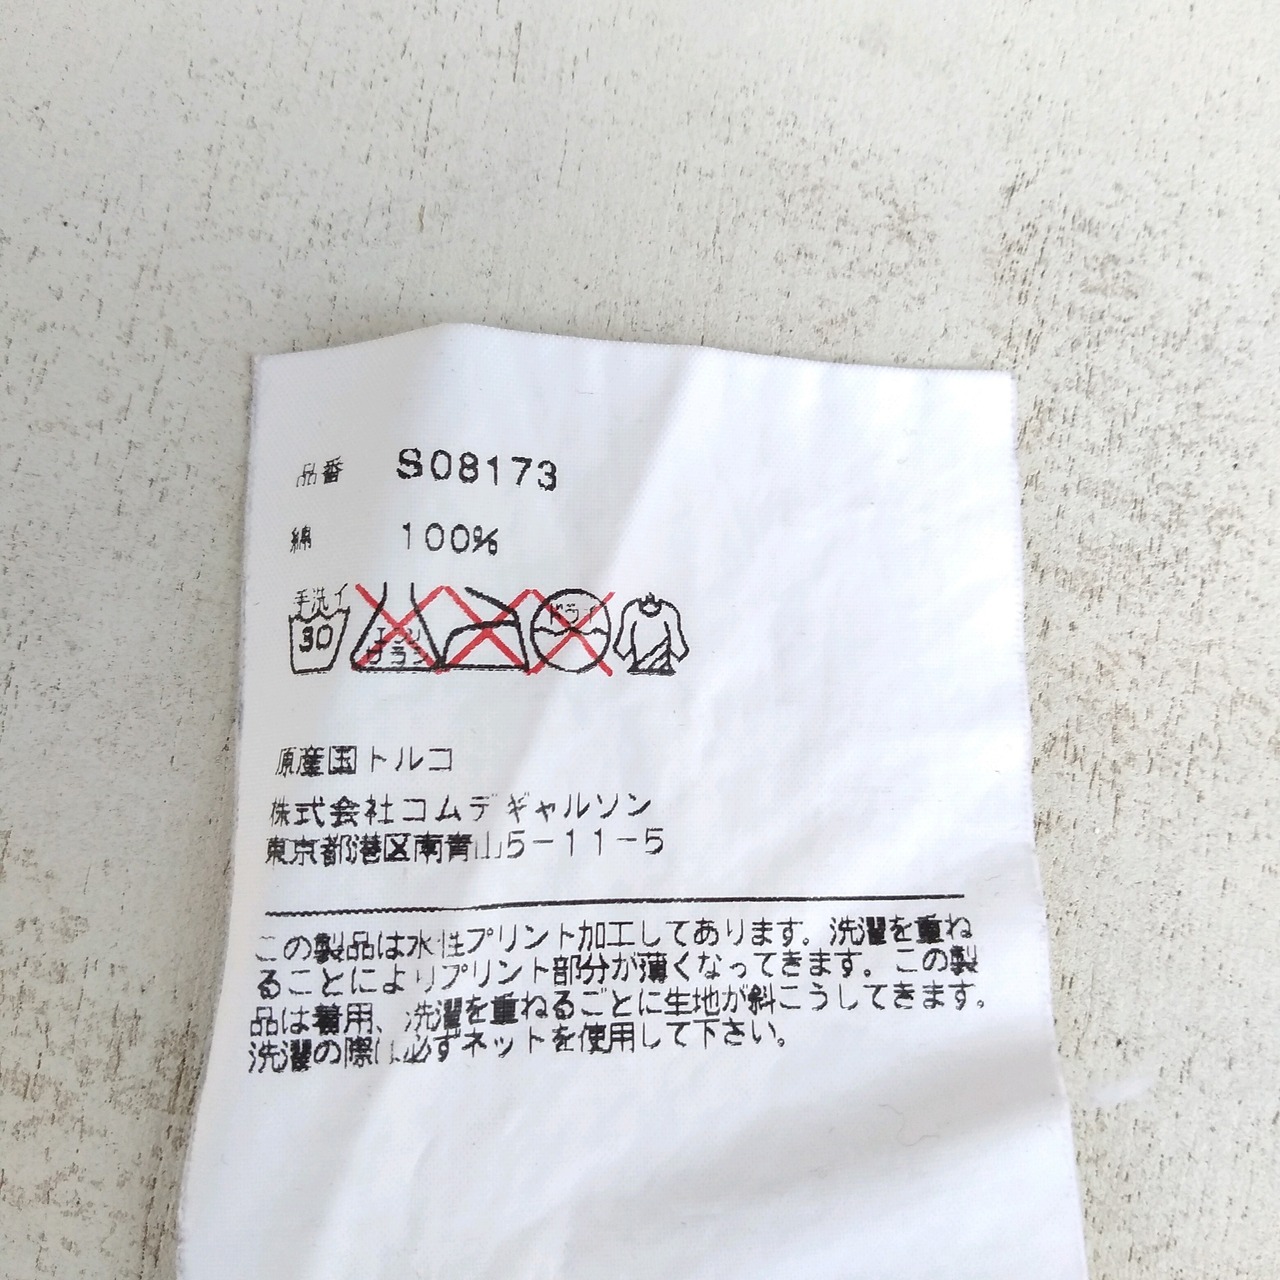 品番 S08173
綿 100%
手洗イ
30
エンソ
サラシ
ドライ
原産国トルコ
株式会社コムデギャルソン
東京都港区南青山5-11-5
この製品は水性プリント加工してあります。洗濯を重ね
ることによりプリント部分が薄くなってきます。この製
品は着用、洗濯を重ねるごとに生地が斜こうしてきます。
洗濯の際は必ずネットを使用して下さい。